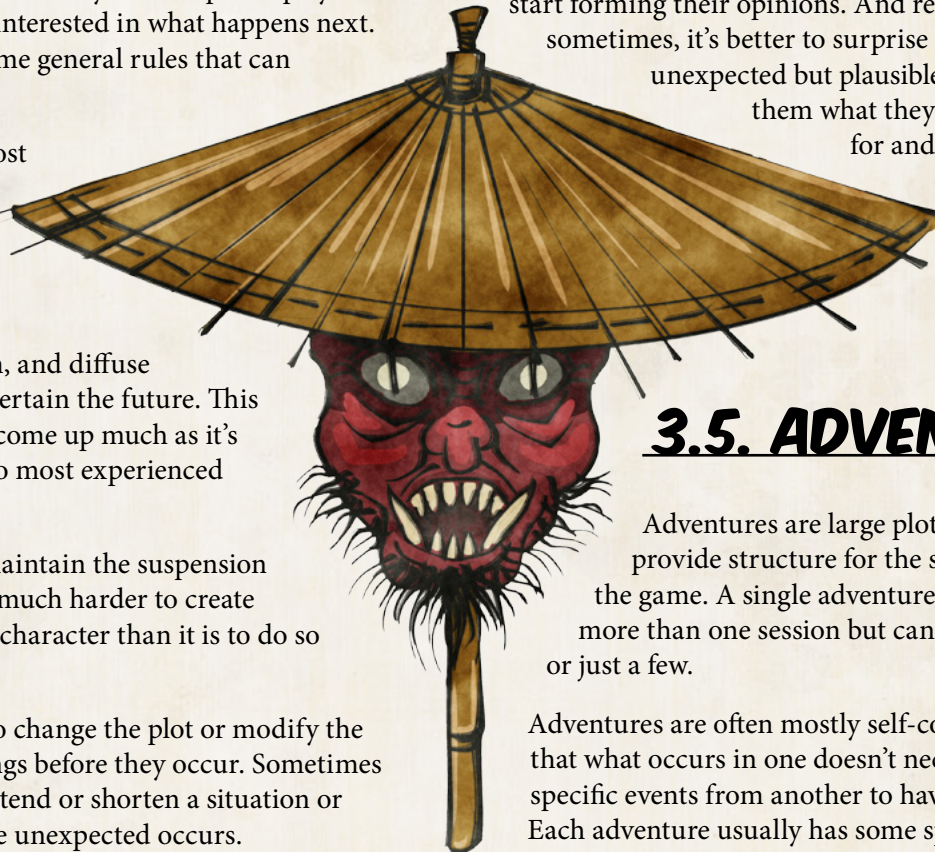 nterested in what happens next.
me general rules that can
ost
n, and diffuse
ertain the future. This
come up much as it's
o most experienced
aintain the suspension
much harder to create
character than it is to do so
o change the plot or modify the
ngs before they occur. Sometimes
tend or shorten a situation or
e unexpected occurs.
start forming their opinions. And re
sometimes, it's better to surprise
unexpected but plausible
them what they
for and
3.5. ADVEN
Adventures are large plot
provide structure for the s
the game. A single adventure
more than one session but can
or just a few.
Adventures are often mostly self-co
that what occurs in one doesn't nec
specific events from another to hav
Each adventure usually has some sp